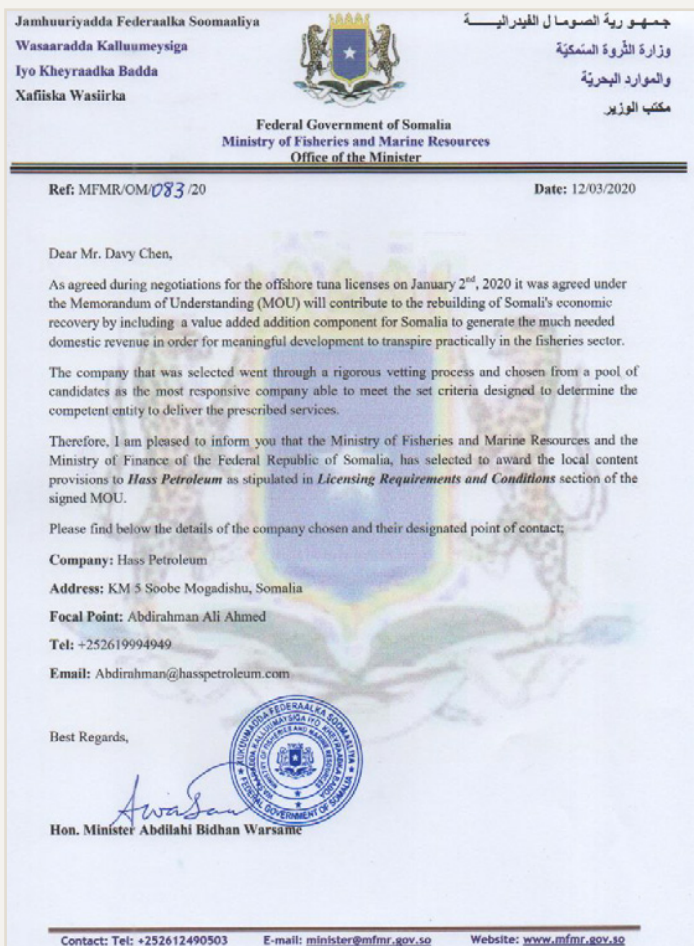 Jamhuuriyadda Federaalka Soomaaliya
Wasaaradda Kalluumeysiga
Iyo Kheyraadka Badda
Xafiiska Wasiirka
جمهورية الصومال الفيدرالية
وزارة الثروة السمكية
والموارد البحرية
مكتب الوزير
Federal Government of Somalia
Ministry of Fisheries and Marine Resources
Office of the Minister
Ref: MFMR/OM/083/20
Date: 12/03/2020
Dear Mr. Davy Chen,
As agreed during negotiations for the offshore tuna licenses on January 2nd, 2020 it was agreed under
the Memorandum of Understanding (MOU) will contribute to the rebuilding of Somali's economic
recovery by including a value added addition component for Somalia to generate the much needed
domestic revenue in order for meaningful development to transpire practically in the fisheries sector.
The company that was selected went through a rigorous vetting process and chosen from a pool of
candidates as the most responsive company able to meet the set criteria designed to determine the
competent entity to deliver the prescribed services.
Therefore, I am pleased to inform you that the Ministry of Fisheries and Marine Resources and the
Ministry of Finance of the Federal Republic of Somalia, has selected to award the local content
provisions to Hass Petroleum as stipulated in Licensing Requirements and Conditions section of the
signed MOU.
Please find below the details of the company chosen and their designated point of contact;
Company: Hass Petroleum
Address: KM 5 Soobe Mogadishu, Somalia
Focal Point: Abdirahman Ali Ahmed
Tel: +252619994949
Email: Abdirahman@hasspetroleum.com
Best Regards,
FEDERAL GOVERNMENT OF SOMALIA
MINISTRY OF FISHERIES AND MARINE RESOURCES
Hon. Minister Abdilahi Bidhan Warsame
Contact: Tel: +252612490503 E-mail: minister@mfmr.gov.so Website: www.mfmr.gov.so